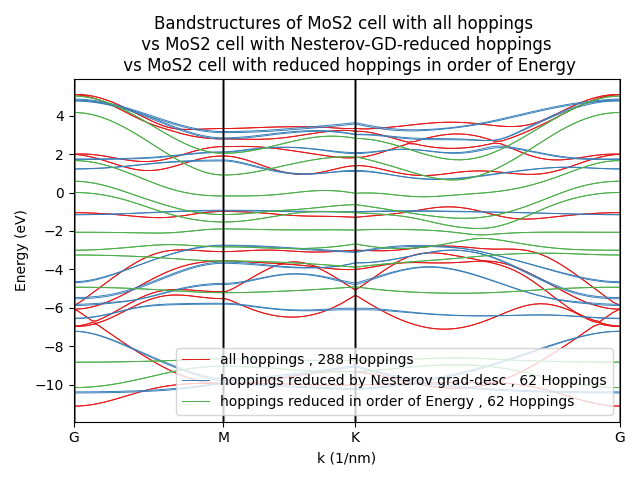 Bandstructures of MoS2 cell with all hoppings
vs MoS2 cell with Nesterov-GD-reduced hoppings
vs MoS2 cell with reduced hoppings in order of Energy
Energy (eV)
4
2
0
−2
−4
−6
−8
−10
all hoppings , 288 Hoppings
hoppings reduced by Nesterov grad-desc , 62 Hoppings
hoppings reduced in order of Energy , 62 Hoppings
G M K G
k (1/nm)